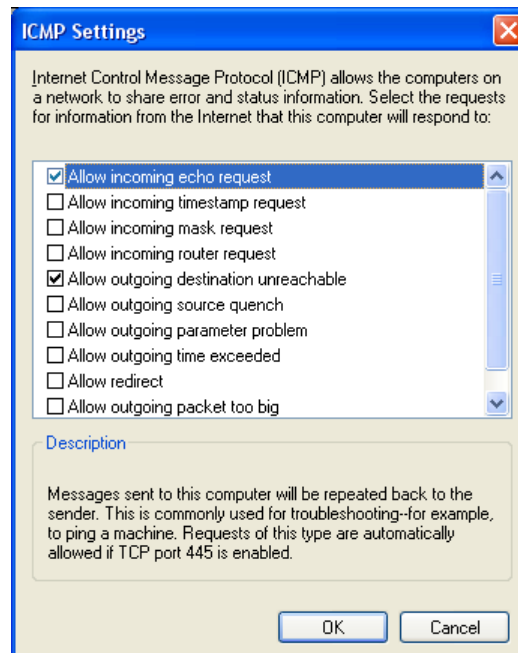 ICMP Settings
Internet Control Message Protocol (ICMP) allows the computers on
a network to share error and status information. Select the requests
for information from the Internet that this computer will respond to:
Allow incoming echo request
Allow incoming timestamp request
Allow incoming mask request
Allow incoming router request
Allow outgoing destination unreachable
Allow outgoing source quench
Allow outgoing parameter problem
Allow outgoing time exceeded
Allow redirect
Allow outgoing packet too big
Description
Messages sent to this computer will be repeated back to the
sender. This is commonly used for troubleshooting--for example,
to ping a machine. Requests of this type are automatically
allowed if TCP port 445 is enabled.
OK
Cancel